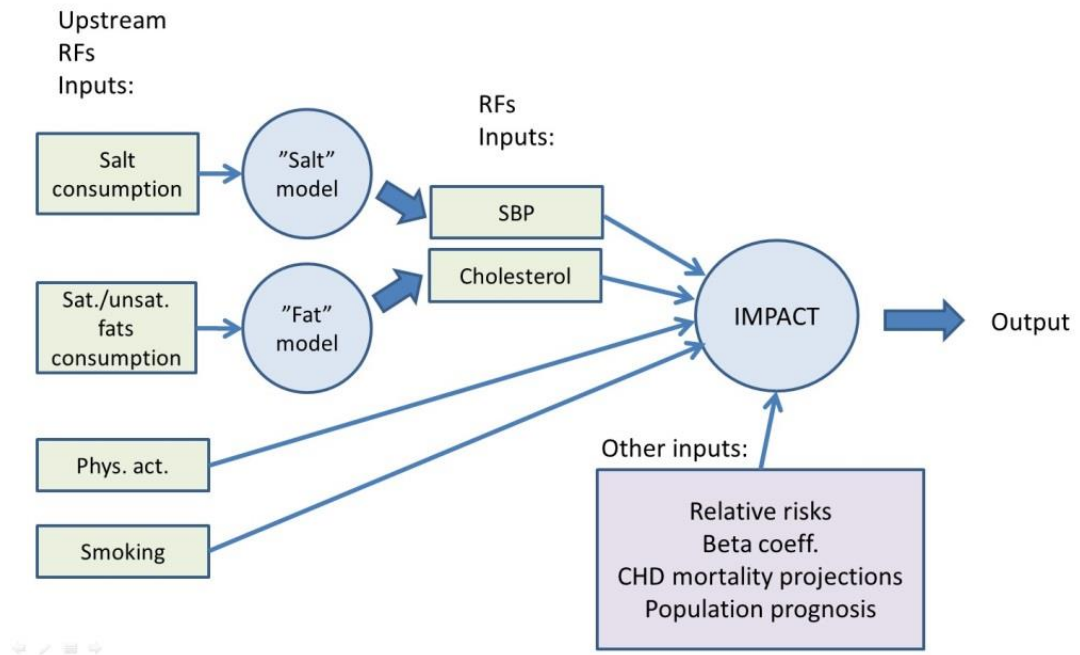 Upstream
RFs
Inputs:
RFs
Inputs:
Salt
consumption
”Salt”
model
SBP
Cholesterol
Sat./unsat.
fats
consumption
”Fat”
model
IMPACT
Output
Phys. act.
Smoking
Other inputs:
Relative risks
Beta coeff.
CHD mortality projections
Population prognosis